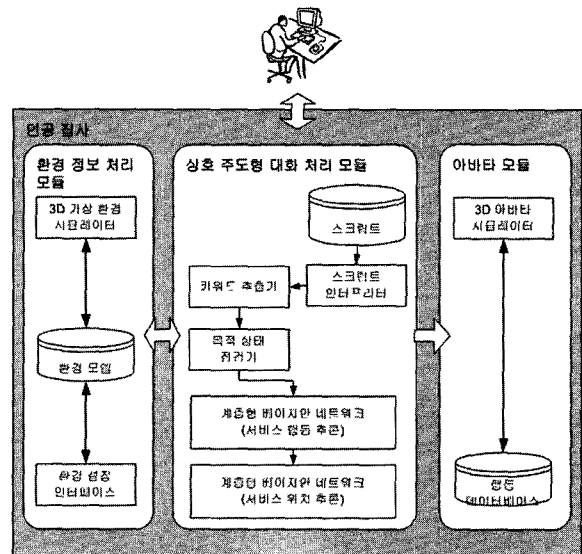 인공 집사
환경 정보 처리
모듈
3D 가상 환경
시뮬레이터
환경 모델
환경 설정
인터페이스
상호 주도형 대화 처리 모듈
스크립트
스크립트
인터프리터
키워드 추출기
목적 상태
점검기
계층형 베이지안 네트워크
(서비스 행동 추론)
계층형 베이지안 네트워크
(서비스 위치 추론)
아바타 모듈
3D 아바타
시뮬레이터
행동
데이터베이스